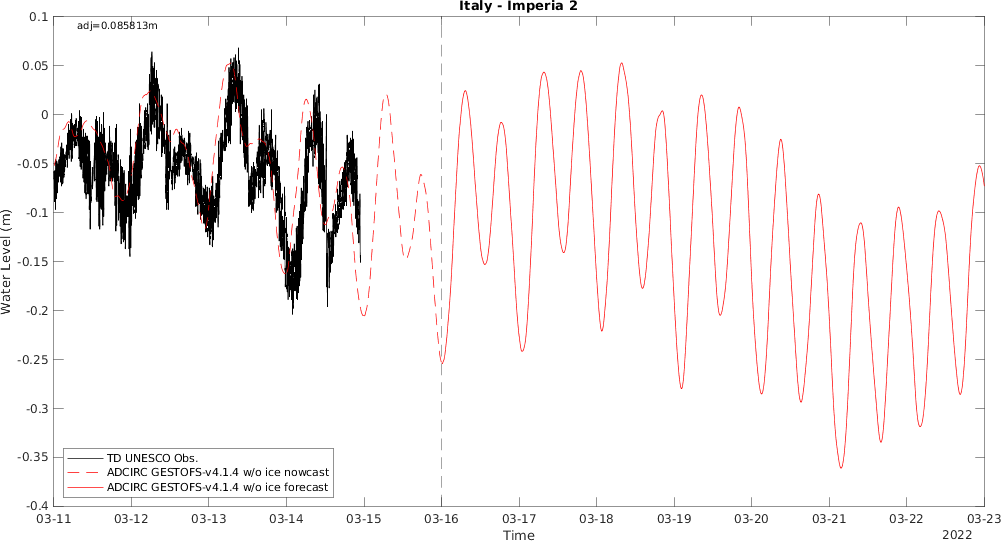 Italy - Imperia 2
adj=0.085813m
0.1
0.05
0
-0.05
-0.1
-0.15
-0.2
-0.25
-0.3
-0.35
-0.4
Water Level (m)
TD UNESCO Obs.
ADCIRC GESTOFS-v4.1.4 w/o ice nowcast
ADCIRC GESTOFS-v4.1.4 w/o ice forecast
03-11 03-12 03-13 03-14 03-15 03-16 03-17 03-18 03-19 03-20 03-21 03-22 03-23
Time
2022